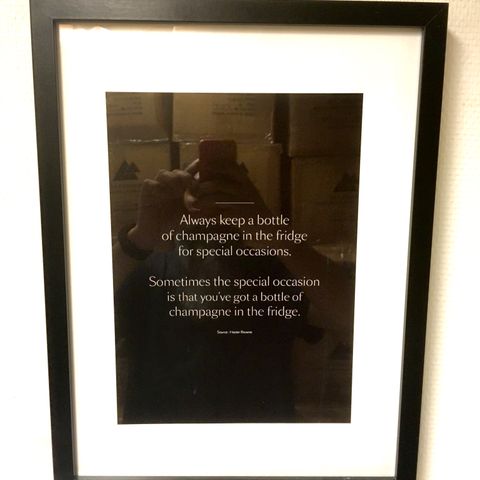 Always keep a bottle
of champagne in the fridge
for special occasions.
Sometimes the special occasion
is that you've got a bottle of
champagne in the fridge.